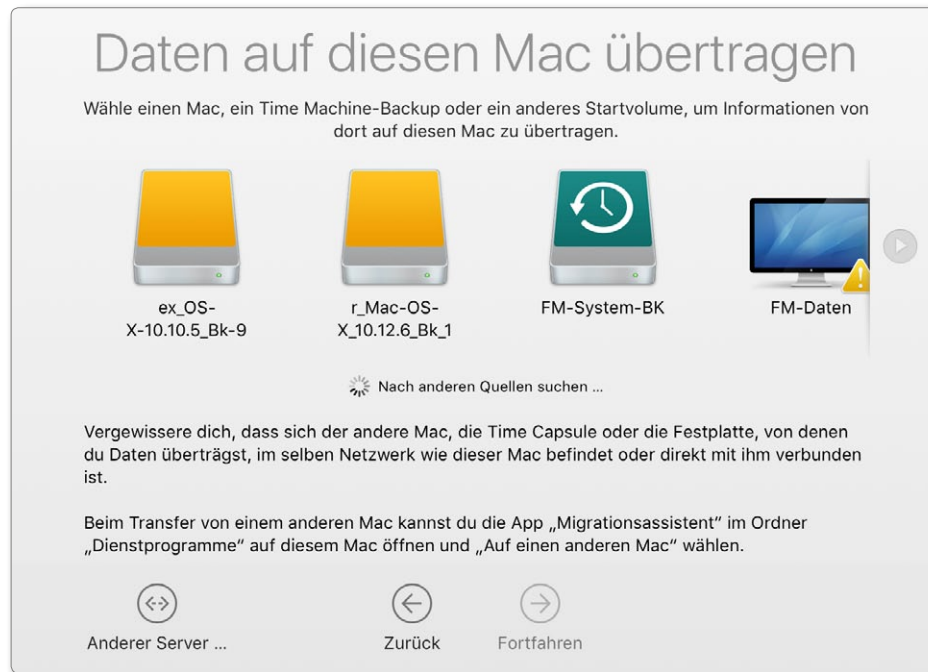 Daten auf diesen Mac übertragen
Wähle einen Mac, ein Time Machine-Backup oder ein anderes Startvolume, um Informationen von
dort auf diesen Mac zu übertragen.
ex_OS-
X-10.10.5_Bk-9
r_Mac-OS-
X_10.12.6_Bk_1
FM-System-BK
FM-Daten
Nach anderen Quellen suchen ...
Vergewissere dich, dass sich der andere Mac, die Time Capsule oder die Festplatte, von denen
du Daten überträgst, im selben Netzwerk wie dieser Mac befindet oder direkt mit ihm verbunden
ist.
Beim Transfer von einem anderen Mac kannst du die App „Migrationsassistent“ im Ordner
„Dienstprogramme“ auf diesem Mac öffnen und „Auf einen anderen Mac“ wählen.
Anderer Server ...
Zurück
Fortfahren